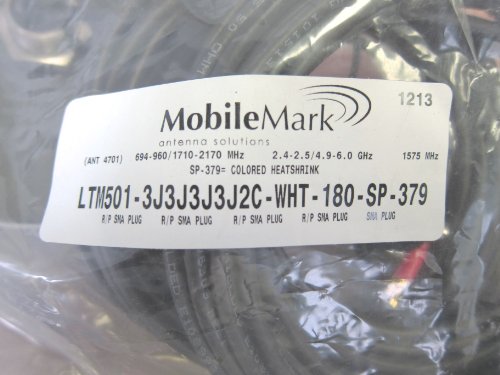 MobileMark
antenna solutions
1213
(ANT 4701) 694-960/1710-2170 MHz 2.4-2.5/4.9-6.0 GHz 1575 MHz
SP-379= COLORED HEATSHRINK
LTM501-3J3J3J3J2C-WHT-180-SP-379
R/P SMA PLUG R/P SMA PLUG R/P SMA PLUG R/P SMA PLUG SMA PLUG